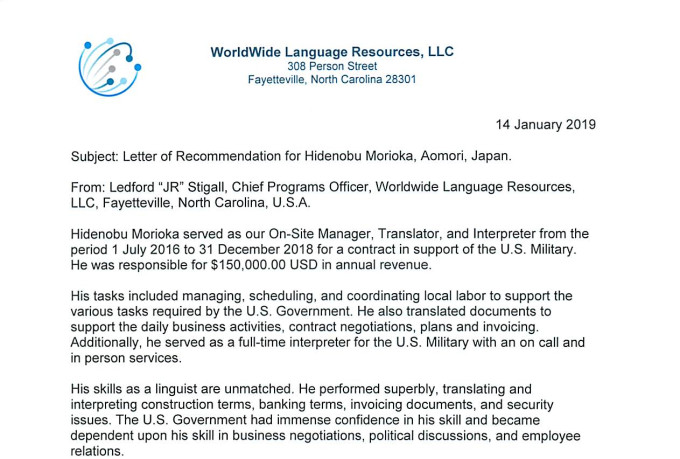 WorldWide Language Resources, LLC
308 Person Street
Fayetteville, North Carolina 28301
14 January 2019
Subject: Letter of Recommendation for Hidenobu Morioka, Aomori, Japan.
From: Ledford “JR” Stigall, Chief Programs Officer, Worldwide Language Resources,
LLC, Fayetteville, North Carolina, U.S.A.
Hidenobu Morioka served as our On-Site Manager, Translator, and Interpreter from the
period 1 July 2016 to 31 December 2018 for a contract in support of the U.S. Military.
He was responsible for $150,000.00 USD in annual revenue.
His tasks included managing, scheduling, and coordinating local labor to support the
various tasks required by the U.S. Government. He also translated documents to
support the daily business activities, contract negotiations, plans and invoicing.
Additionally, he served as a full-time interpreter for the U.S. Military with an on call and
in person services.
His skills as a linguist are unmatched. He performed superbly, translating and
interpreting construction terms, banking terms, invoicing documents, and security
issues. The U.S. Government had immense confidence in his skill and became
dependent upon his skill in business negotiations, political discussions, and employee
relations.